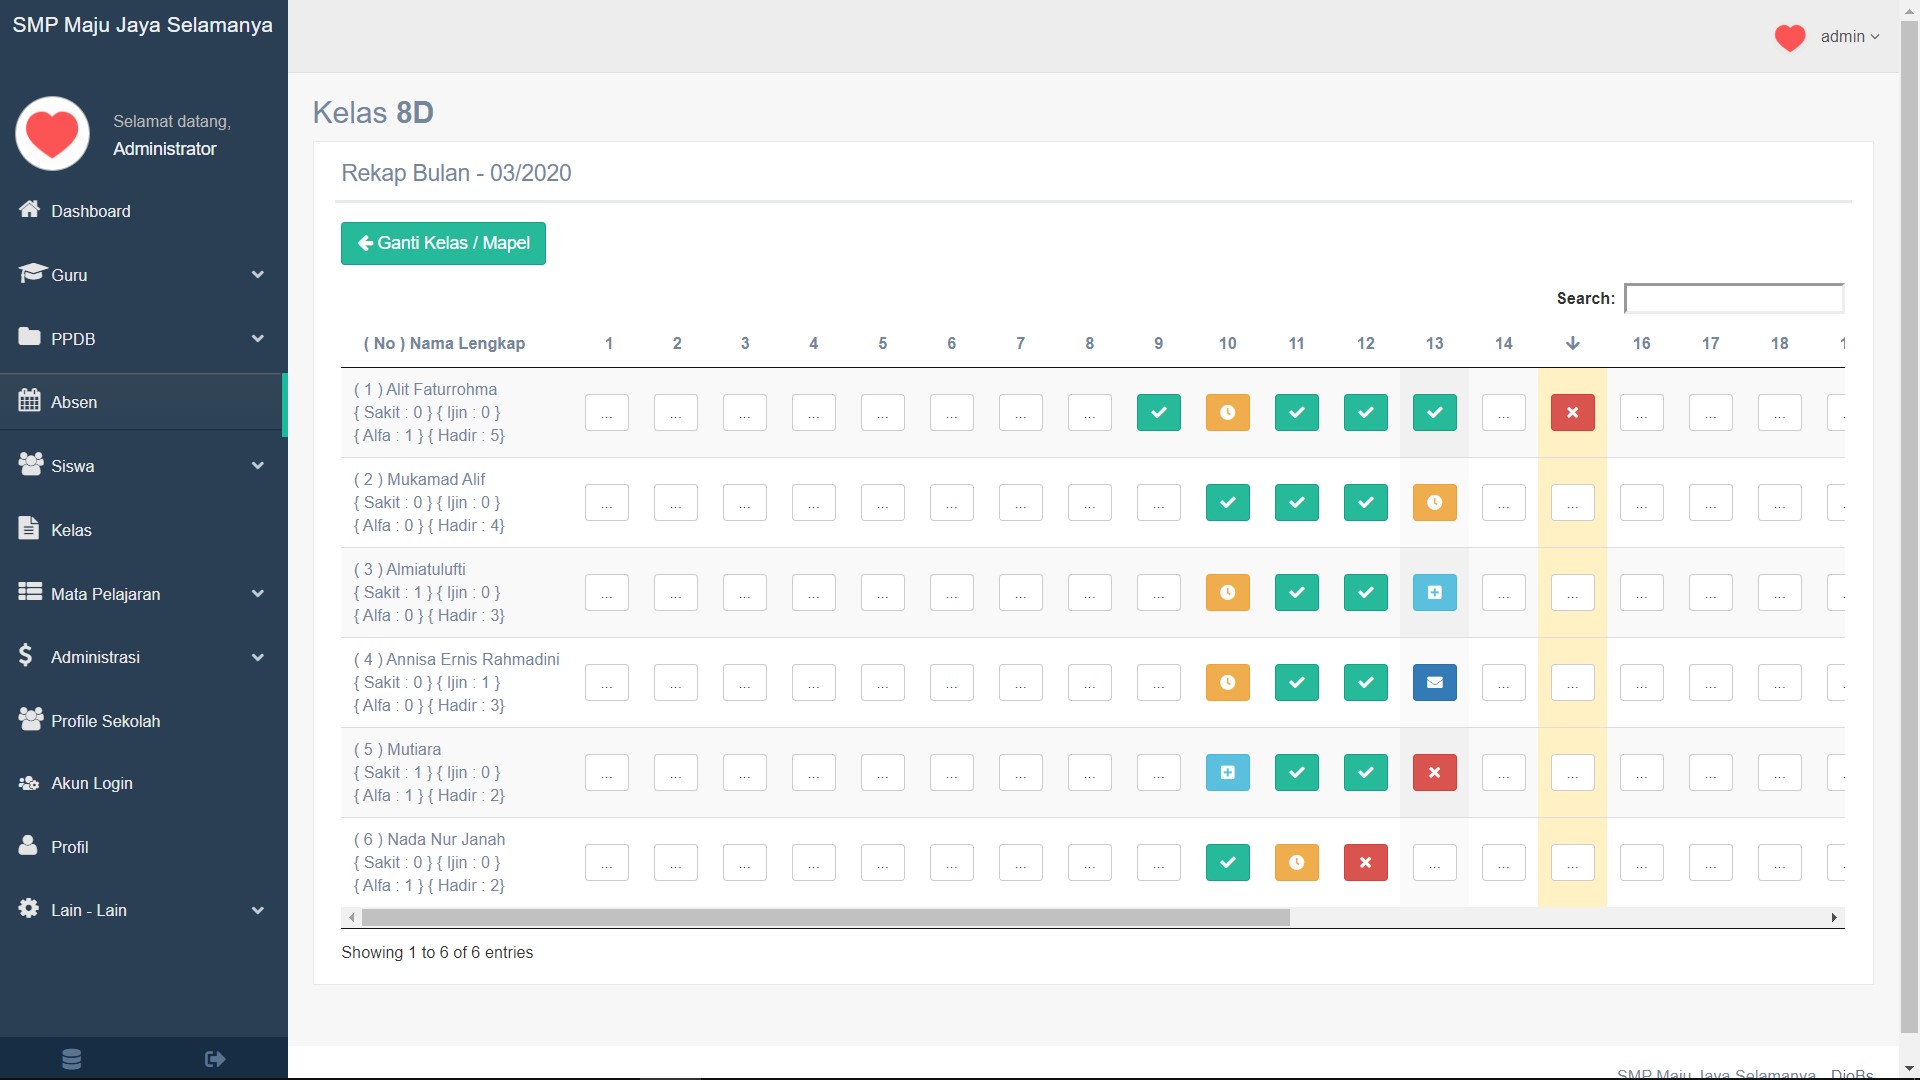 SMP Maju Jaya Selamanya
admin
Selamat datang,
Administrator
Dashboard
Guru
PPDB
Absen
Siswa
Kelas
Mata Pelajaran
Administrasi
Profile Sekolah
Akun Login
Profil
Lain - Lain
Kelas 8D
Rekap Bulan - 03/2020
Ganti Kelas / Mapel
Search:
( No ) Nama Lengkap 1 2 3 4 5 6 7 8 9 10 11 12 13 14 16 17 18
( 1 ) Alit Faturrohma
{ Sakit : 0 } { Ijin : 0 }
{ Alfa : 1 } { Hadir : 5}
... ... ... ... ... ... ... ... ... ... ... ...
( 2 ) Mukamad Alif
{ Sakit : 0 } { Ijin : 0 }
{ Alfa : 0 } { Hadir : 4}
... ... ... ... ... ... ... ... ... ... ... ... ... ...
( 3 ) Almiatulufti
{ Sakit : 1 } { Ijin : 0 }
{ Alfa : 0 } { Hadir : 3}
... ... ... ... ... ... ... ... ... ... ... ... ... ...
( 4 ) Annisa Ernis Rahmadini
{ Sakit : 0 } { Ijin : 1 }
{ Alfa : 0 } { Hadir : 3}
... ... ... ... ... ... ... ... ... ... ... ... ... ...
( 5 ) Mutiara
{ Sakit : 1 } { Ijin : 0 }
{ Alfa : 1 } { Hadir : 2}
... ... ... ... ... ... ... ... ... ... ... ... ... ...
( 6 ) Nada Nur Janah
{ Sakit : 0 } { Ijin : 0 }
{ Alfa : 1 } { Hadir : 2}
... ... ... ... ... ... ... ... ... ... ... ... ... ... ...
Showing 1 to 6 of 6 entries
SMP Maju Jaya Selamanya DioBs